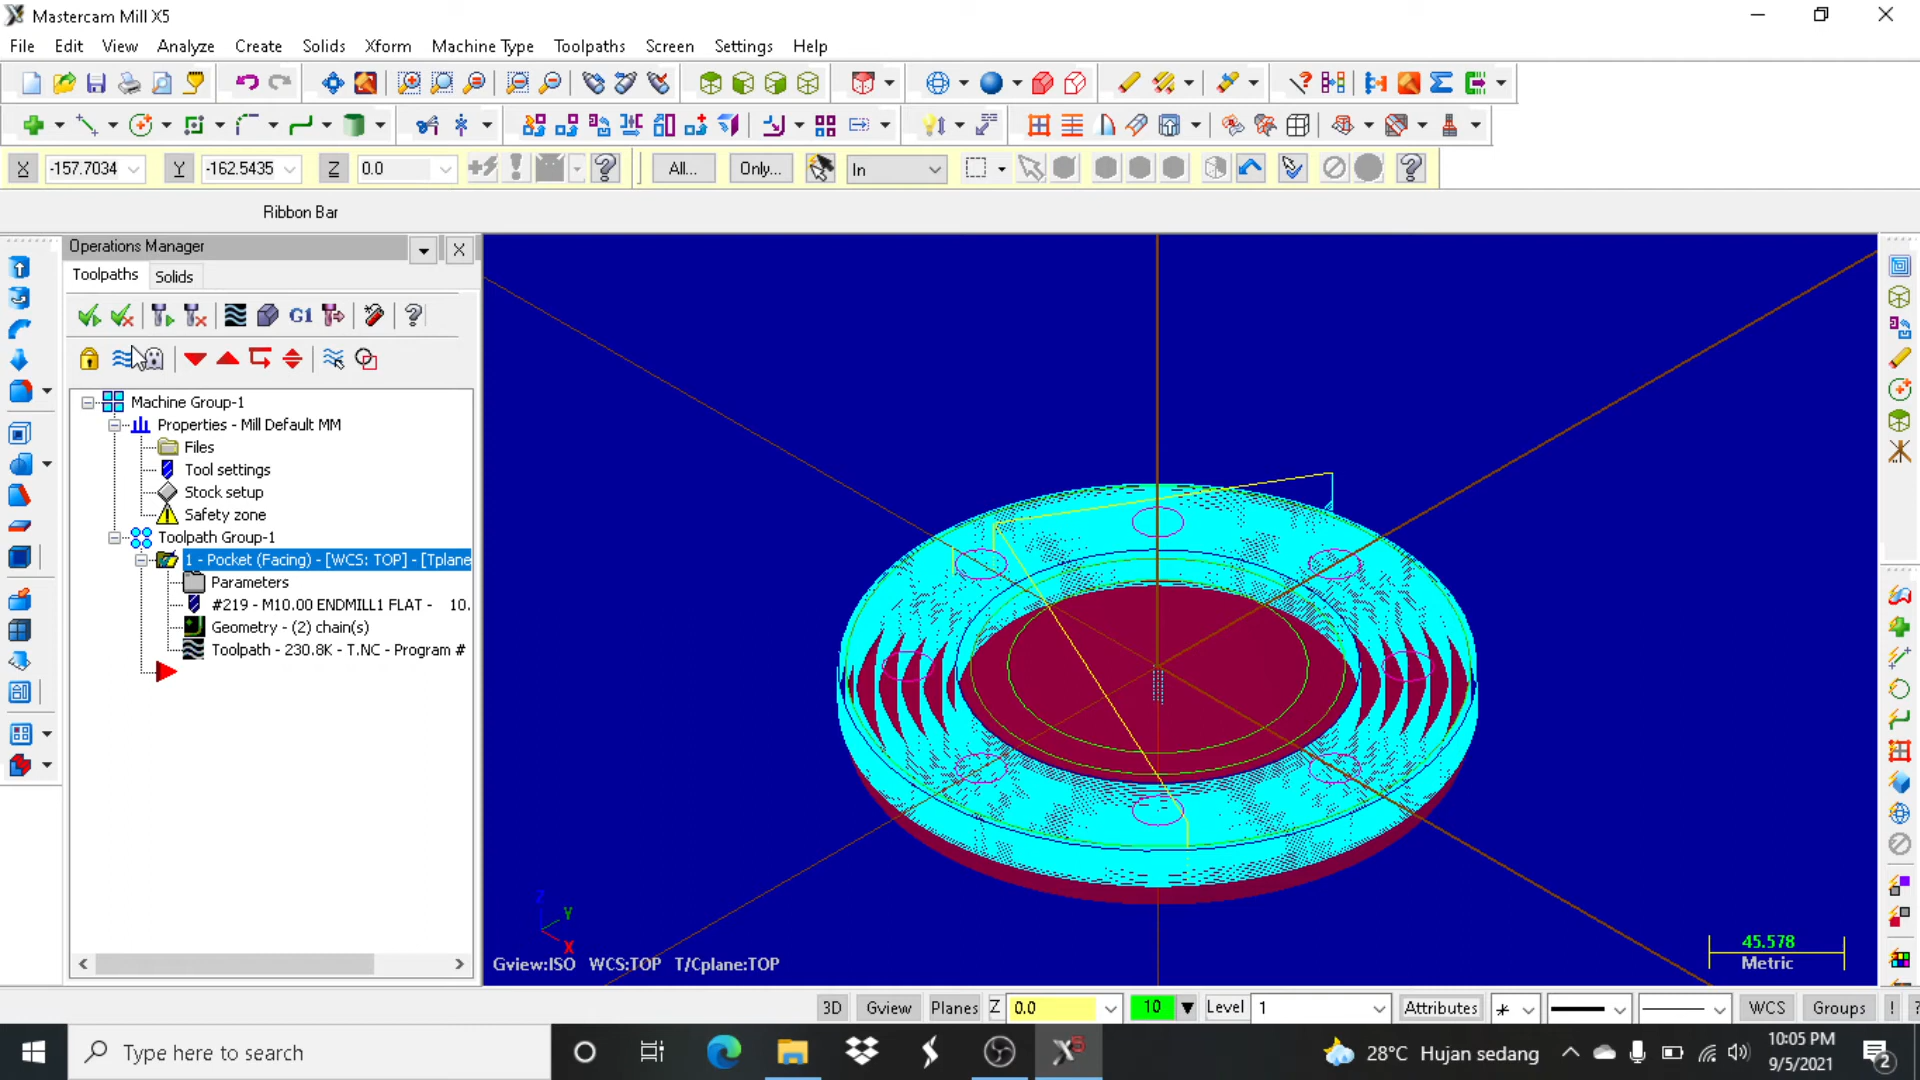 Mastercam Mill X5
File Edit View Analyze Create Solids Xform Machine Type Toolpaths Screen Settings Help
X -157.7034 Y -162.5435 Z 0.0 All... Only... In
Ribbon Bar
Operations Manager
Toolpaths Solids
G1
Machine Group-1
Properties - Mill Default MM
Files
Tool settings
Stock setup
Safety zone
Toolpath Group-1
1 - Pocket (Facing) - [WCS: TOP] - [Tplane
Parameters
#219 - M10.00 ENDMILL1 FLAT - 10.
Geometry - (2) chain(s)
Toolpath - 230.8K - T.NC - Program #
Z
Y
X
Gview:ISO WCS:TOP T/Cplane:TOP
45.578
Metric
3D Gview Planes Z 0.0 10 Level 1 Attributes WCS Groups ! ?
Type here to search
28°C Hujan sedang
10:05 PM
9/5/2021
2